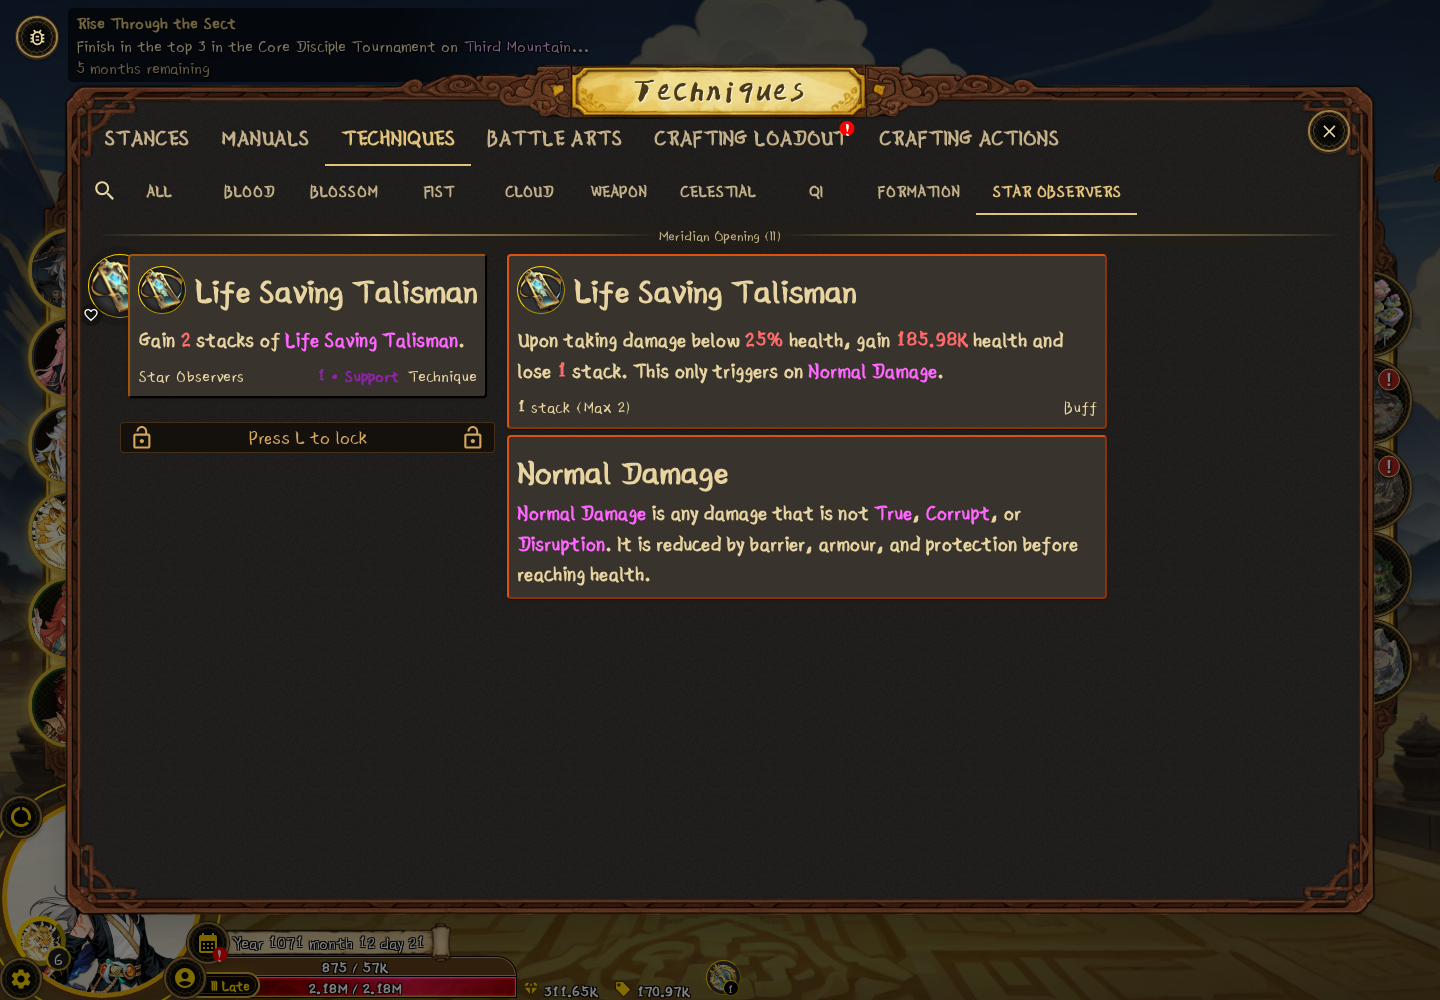 Rise Through the Sect
Finish in the top 3 in the Core Disciple Tournament on Third Mountain...
5 months remaining
Techniques
STANCES MANUALS TECHNIQUES BATTLE ARTS CRAFTING LOADOUT ! CRAFTING ACTIONS
ALL BLOOD BLOSSOM FIST CLOUD WEAPON CELESTIAL QI FORMATION STAR OBSERVERS
Meridian Opening (II)
Life Saving Talisman
Gain 2 stacks of Life Saving Talisman.
Star Observers 1 • Support Technique
Press L to lock
Life Saving Talisman
Upon taking damage below 25% health, gain 185.98K health and
lose 1 stack. This only triggers on Normal Damage.
1 stack (Max 2) Buff
Normal Damage
Normal Damage is any damage that is not True, Corrupt, or
Disruption. It is reduced by barrier, armour, and protection before
reaching health.
!
!
Year 1071 month 12 day 21
6
!
875 / 57K
III Late
2.18M / 2.18M
311.65K 170.97K 1